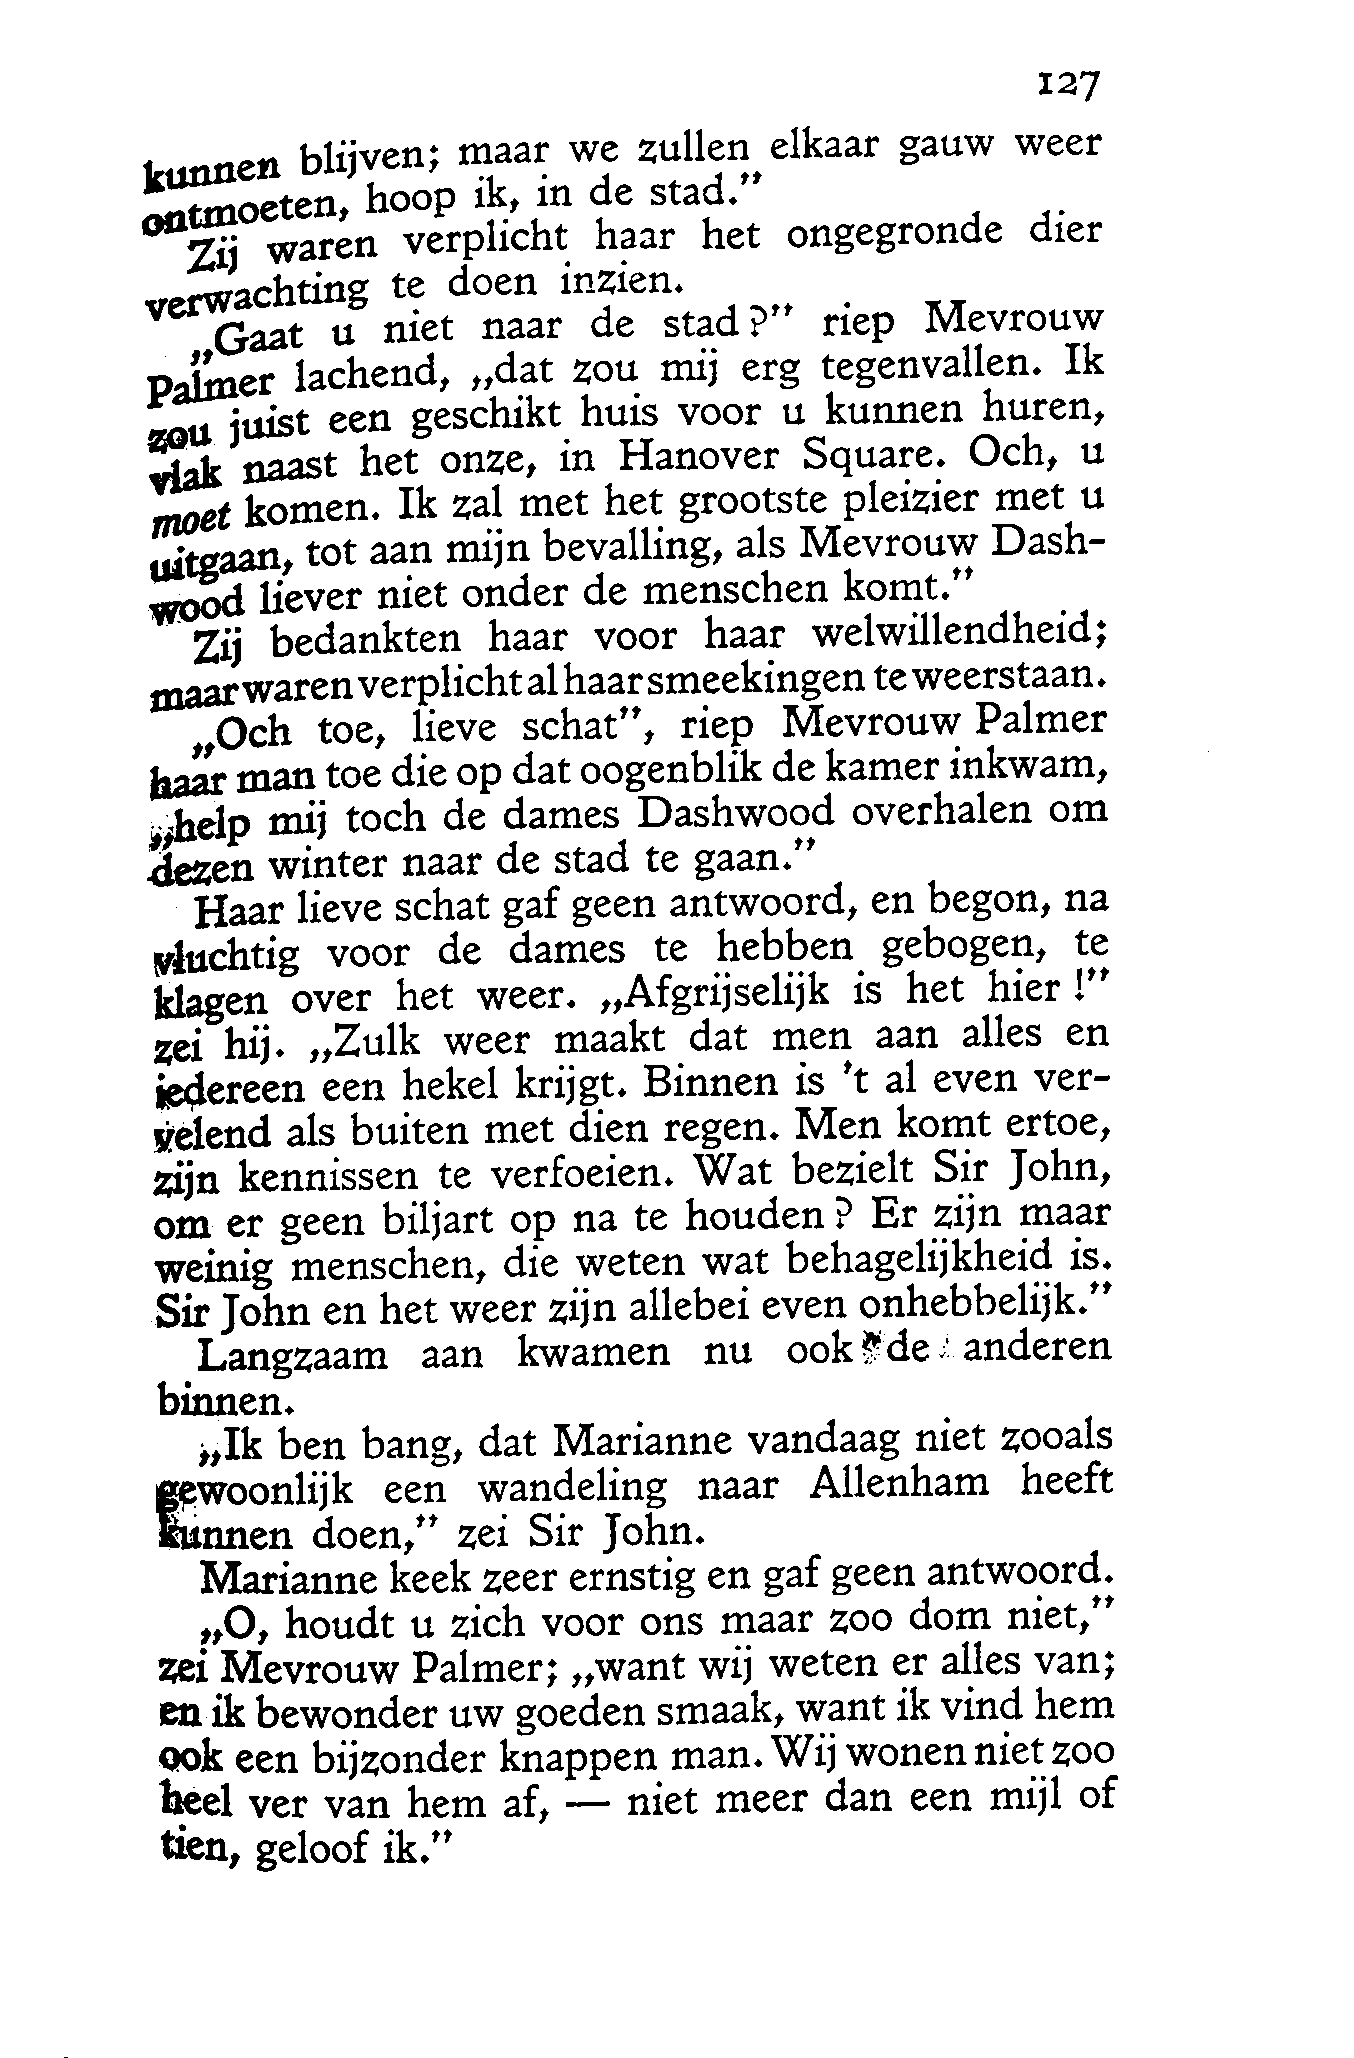 127
kunnen blijven; maar we zullen elkaar gauw weer
ontmoeten, hoop ik, in de stad.”
Zij waren verplicht haar het ongegronde dier
verwachting te doen inzien.
„Gaat u niet naar de stad?” riep Mevrouw
Palmer lachend, „dat zou mij erg tegenvallen. Ik
zou juist een geschikt huis voor u kunnen huren,
vlak naast het onze, in Hanover Square. Och, u
moet komen. Ik zal met het grootste pleizier met u
uitgaan, tot aan mijn bevalling, als Mevrouw Dash-
wood liever niet onder de menschen komt.”
Zij bedankten haar voor haar welwillendheid;
maar waren verplicht al haar smeekingen te weerstaan.
„Och toe, lieve schat”, riep Mevrouw Palmer
haar man toe die op dat oogenblik de kamer inkwam,
„help mij toch de dames Dashwood overhalen om
dezen winter naar de stad te gaan.”
Haar lieve schat gaf geen antwoord, en begon, na
vluchtig voor de dames te hebben gebogen, te
klagen over het weer. „Afgrijselijk is het hier!”
zei hij. „Zulk weer maakt dat men aan alles en
iedereen een hekel krijgt. Binnen is 't al even ver-
velend als buiten met dien regen. Men komt ertoe,
zijn kennissen te verfoeien. Wat bezielt Sir John,
om er geen biljart op na te houden? Er zijn maar
weinig menschen, die weten wat behagelijkheid is.
Sir John en het weer zijn allebei even onhebbelijk.”
Langzaam aan kwamen nu ook de anderen
binnen.
„Ik ben bang, dat Marianne vandaag niet zooals
gewoonlijk een wandeling naar Allenham heeft
kunnen doen,” zei Sir John.
Marianne keek zeer ernstig en gaf geen antwoord.
„O, houdt u zich voor ons maar zoo dom niet,”
zei Mevrouw Palmer; „want wij weten er alles van;
en ik bewonder uw goeden smaak, want ik vind hem
ook een bijzonder knappen man. Wij wonen niet zoo
heel ver van hem af, — niet meer dan een mijl of
tien, geloof ik.”